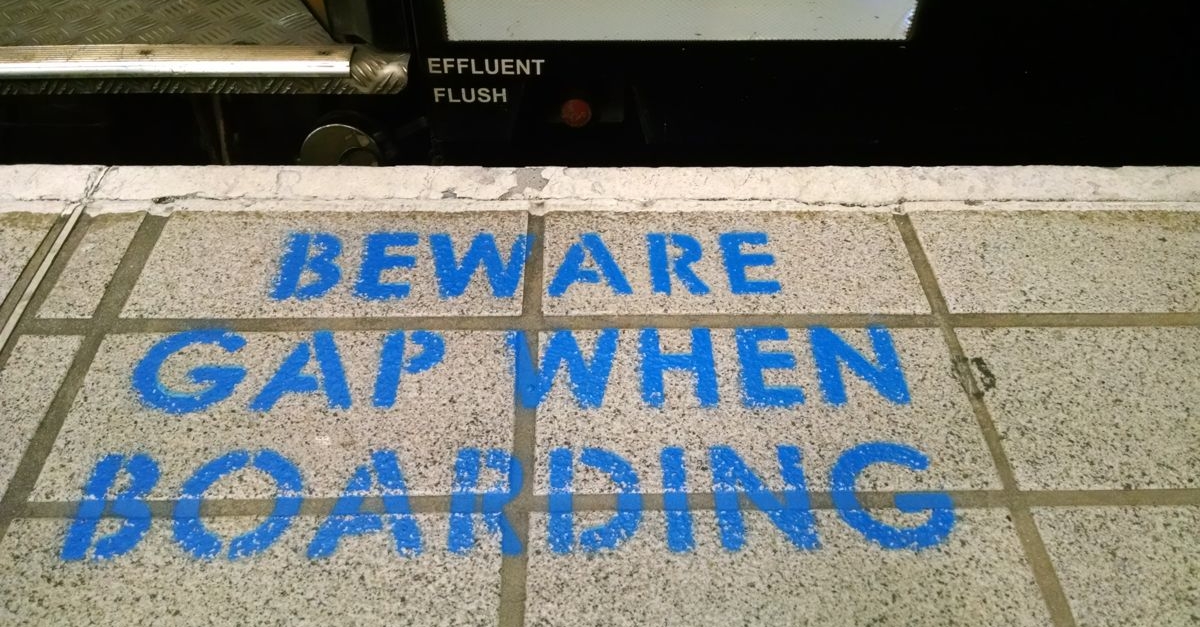 EFFLUENT
FLUSH
BEWARE
GAP WHEN
BOARDING